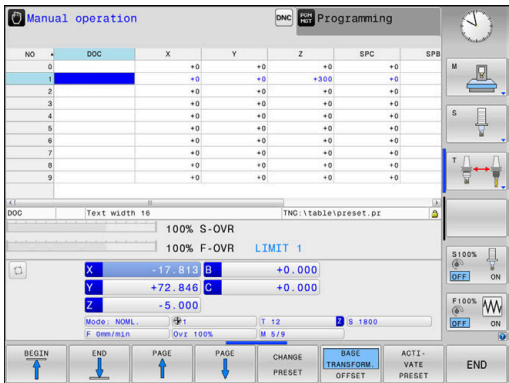 Manual operation
DNC
PGM MGT
Programming
NO DOC X Y Z SPC SPB
0 +0 +0 +0 +0
1 +0 +0 +300 +0
2 +0 +0 +0 +0
3 +0 +0 +0 +0
4 +0 +0 +0 +0
5 +0 +0 +0 +0
6 +0 +0 +0 +0
7 +0 +0 +0 +0
8 +0 +0 +0 +0
9 +0 +0 +0 +0
DOC Text width 16 TNC:\table\preset.pr
100% S-OVR
100% F-OVR LIMIT 1
X -17.813 B +0.000
Y +72.846 C +0.000
Z -5.000
Mode: NOML. 1 T 12 Z S 1800
F 0mm/min Ovr 100% M 5/9
M
S
T
S100%
OFF ON
F100%
OFF ON
BEGIN
END
PAGE
PAGE
CHANGE
PRESET
BASE
TRANSFORM.
OFFSET
ACTI-
VATE
PRESET
END